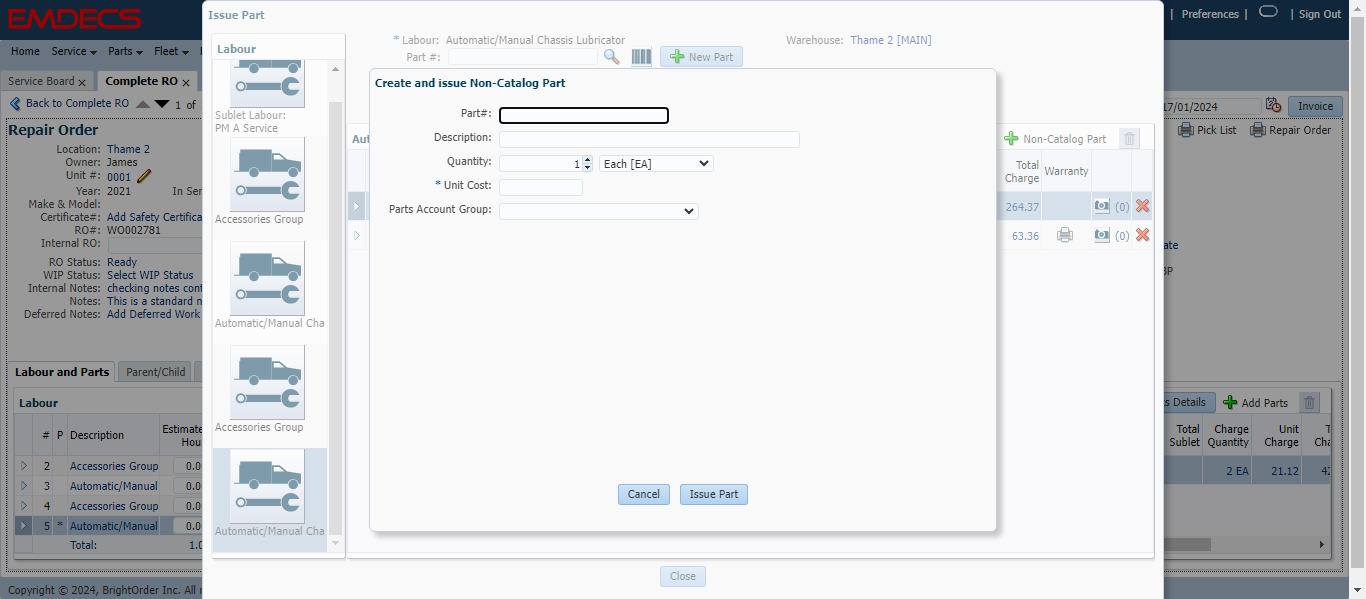 EMDECS
| Preferences | | Sign Out
Home Service Parts Fleet
Service Board x Complete RO x
Back to Complete RO 1 of
17/01/2024 Invoice
Repair Order
Pick List Repair Order
Location: Thame 2
Owner: James
Unit #: 0001
Year: 2021 In Serv
Make & Model:
Certificate#: Add Safety Certifica
RO#: WO002781
Internal RO:
RO Status: Ready
WIP Status: Select WIP Status
Internal Notes: checking notes cont
Notes: This is a standard n
Deferred Notes: Add Deferred Work
Labour and Parts Parent/Child
Labour
# P Description Estimate
Hou
2 Accessories Group 0.0
3 Automatic/Manual 0.0
4 Accessories Group 0.0
5 * Automatic/Manual 0.0
Total: 1.0
Copyright © 2024, BrightOrder Inc. All r
Issue Part
Labour
Sublet Labour:
PM A Service
Accessories Group
Automatic/Manual Cha
Accessories Group
Automatic/Manual Cha
* Labour: Automatic/Manual Chassis Lubricator
Warehouse: Thame 2 [MAIN]
Part #: New Part
Aut
Create and issue Non-Catalog Part
Part#:
Description:
Quantity: 1 Each [EA]
* Unit Cost:
Parts Account Group:
Cancel Issue Part
Non-Catalog Part
Total
Charge Warranty
264.37 (0)
63.36 (0)
Close
ate
BP
s Details Add Parts
Total
Sublet Charge
Quantity Unit
Charge T
Cha
2 EA 21.12 42